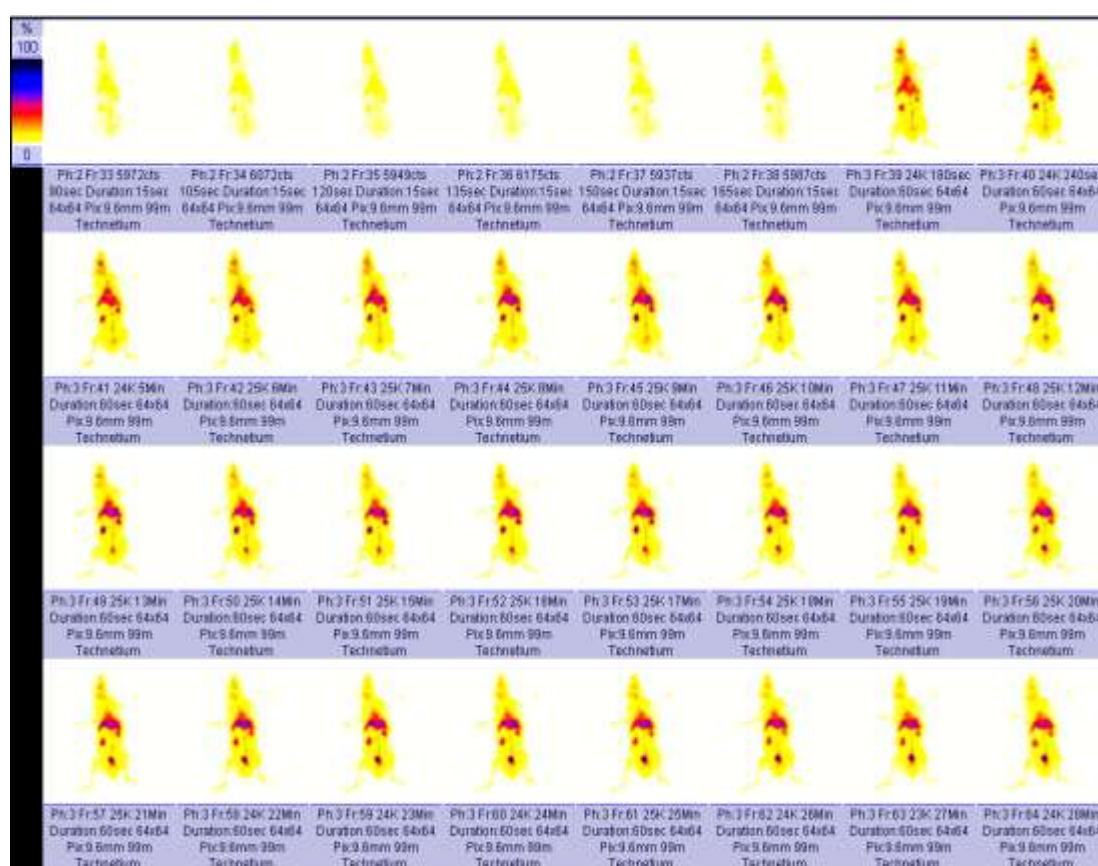 %
100
0
Ph:2 Fr:33 5972cts
90sec Duration:15sec
64x64 Pix:9.6mm 99m
Technetium
Ph:2 Fr:34 6072cts
105sec Duration:15sec
64x64 Pix:9.6mm 99m
Technetium
Ph:2 Fr:35 5949cts
120sec Duration:15sec
64x64 Pix:9.6mm 99m
Technetium
Ph:2 Fr:36 6175cts
135sec Duration:15sec
64x64 Pix:9.6mm 99m
Technetium
Ph:2 Fr:37 5937cts
150sec Duration:15sec
64x64 Pix:9.6mm 99m
Technetium
Ph:2 Fr:38 5987cts
165sec Duration:15sec
64x64 Pix:9.6mm 99m
Technetium
Ph:3 Fr:39 24K 180sec
Duration:60sec 64x64
Pix:9.6mm 99m
Technetium
Ph:3 Fr:40 24K 240sec
Duration:60sec 64x64
Pix:9.6mm 99m
Technetium
Ph:3 Fr:41 24K 5Min
Duration:60sec 64x64
Pix:9.6mm 99m
Technetium
Ph:3 Fr:42 25K 6Min
Duration:60sec 64x64
Pix:9.6mm 99m
Technetium
Ph:3 Fr:43 25K 7Min
Duration:60sec 64x64
Pix:9.6mm 99m
Technetium
Ph:3 Fr:44 25K 8Min
Duration:60sec 64x64
Pix:9.6mm 99m
Technetium
Ph:3 Fr:45 25K 9Min
Duration:60sec 64x64
Pix:9.6mm 99m
Technetium
Ph:3 Fr:46 25K 10Min
Duration:60sec 64x64
Pix:9.6mm 99m
Technetium
Ph:3 Fr:47 25K 11Min
Duration:60sec 64x64
Pix:9.6mm 99m
Technetium
Ph:3 Fr:48 25K 12Min
Duration:60sec 64x64
Pix:9.6mm 99m
Technetium
Ph:3 Fr:49 25K 13Min
Duration:60sec 64x64
Pix:9.6mm 99m
Technetium
Ph:3 Fr:50 25K 14Min
Duration:60sec 64x64
Pix:9.6mm 99m
Technetium
Ph:3 Fr:51 25K 15Min
Duration:60sec 64x64
Pix:9.6mm 99m
Technetium
Ph:3 Fr:52 25K 16Min
Duration:60sec 64x64
Pix:9.6mm 99m
Technetium
Ph:3 Fr:53 25K 17Min
Duration:60sec 64x64
Pix:9.6mm 99m
Technetium
Ph:3 Fr:54 25K 18Min
Duration:60sec 64x64
Pix:9.6mm 99m
Technetium
Ph:3 Fr:55 25K 19Min
Duration:60sec 64x64
Pix:9.6mm 99m
Technetium
Ph:3 Fr:56 25K 20Min
Duration:60sec 64x64
Pix:9.6mm 99m
Technetium
Ph:3 Fr:57 25K 21Min
Duration:60sec 64x64
Pix:9.6mm 99m
Technetium
Ph:3 Fr:58 24K 22Min
Duration:60sec 64x64
Pix:9.6mm 99m
Technetium
Ph:3 Fr:59 24K 23Min
Duration:60sec 64x64
Pix:9.6mm 99m
Technetium
Ph:3 Fr:60 24K 24Min
Duration:60sec 64x64
Pix:9.6mm 99m
Technetium
Ph:3 Fr:61 25K 25Min
Duration:60sec 64x64
Pix:9.6mm 99m
Technetium
Ph:3 Fr:62 24K 26Min
Duration:60sec 64x64
Pix:9.6mm 99m
Technetium
Ph:3 Fr:63 23K 27Min
Duration:60sec 64x64
Pix:9.6mm 99m
Technetium
Ph:3 Fr:64 24K 28Min
Duration:60sec 64x64
Pix:9.6mm 99m
Technetium